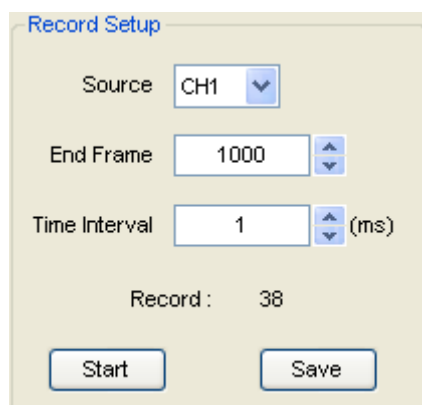 Record Setup
Source CH1
End Frame 1000
Time Interval 1 (ms)
Record : 38
Start Save